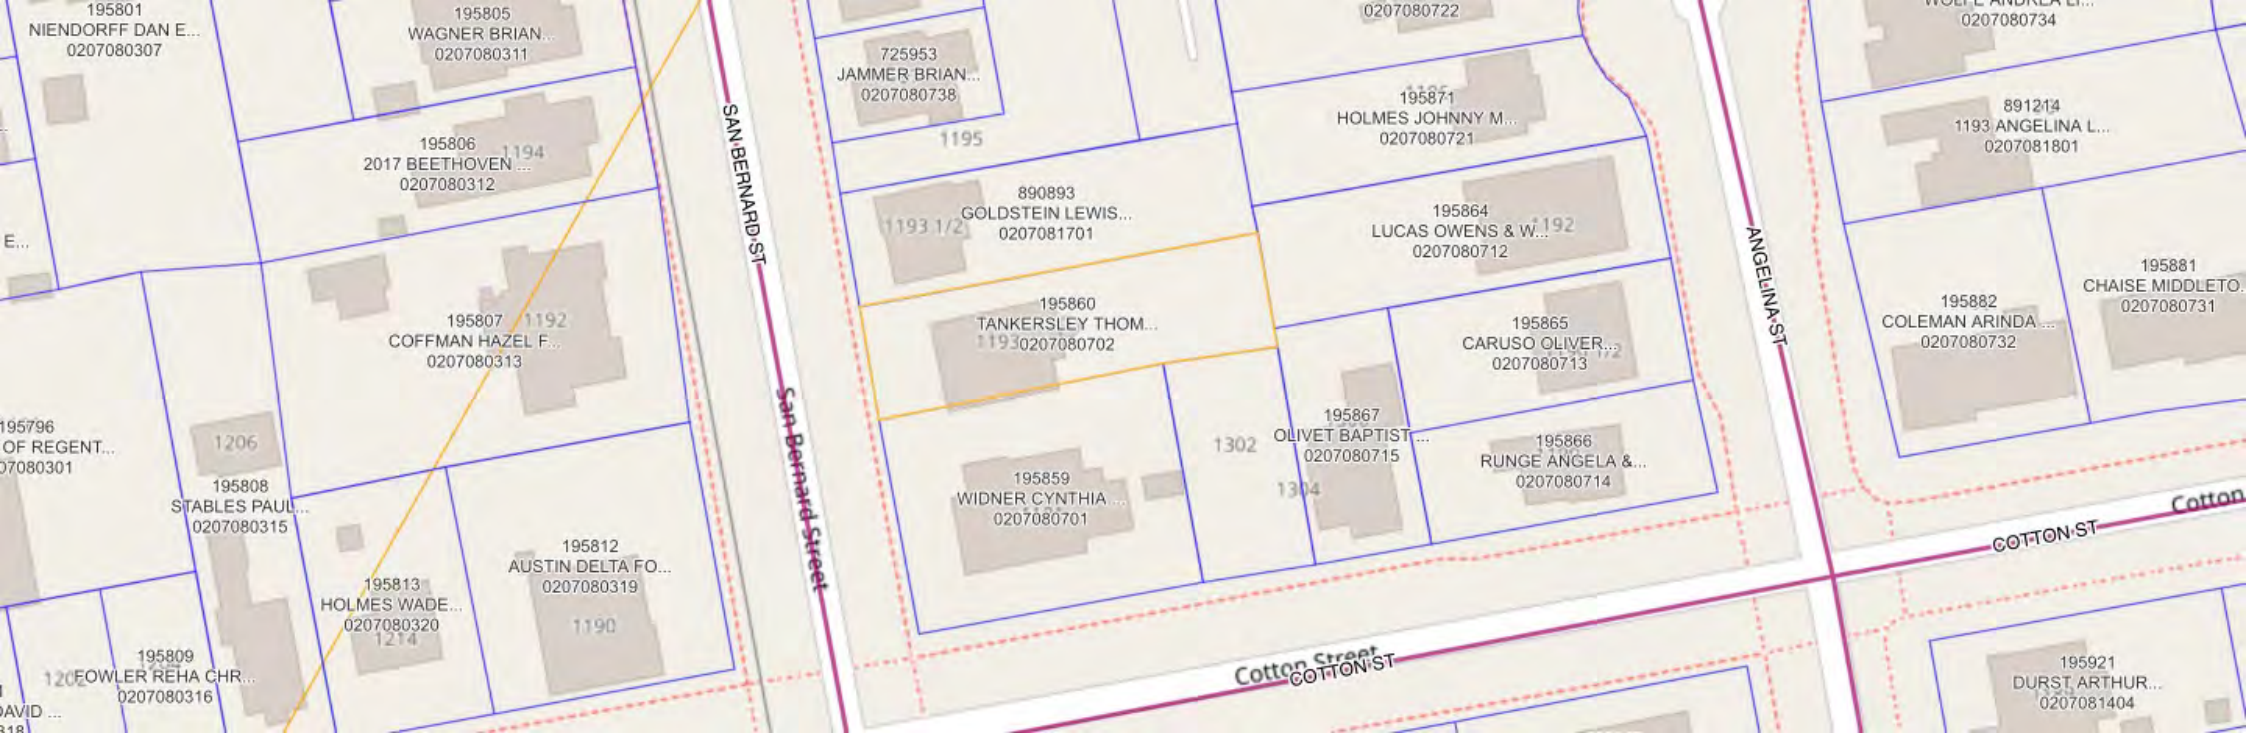 195801
NIENDORFF DAN E...
0207080307
195805
WAGNER BRIAN...
0207080311
725953
JAMMER BRIAN...
0207080738
0207080722
0207080734
195871
HOLMES JOHNNY M...
0207080721
891214
1193 ANGELINA L...
0207081801
195806
2017 BEETHOVEN ...
0207080312
1194
SAN BERNARD ST
1195
890893
GOLDSTEIN LEWIS...
0207081701
1193 1/2
195864
LUCAS OWENS & W...
0207080712
1192
ANGELINA ST
E...
195807
COFFMAN HAZEL F...
0207080313
1192
195860
TANKERSLEY THOM...
0207080702
1193
195865
CARUSO OLIVER...
0207080713
195882
COLEMAN ARINDA ...
0207080732
195881
CHAISE MIDDLETO...
0207080731
195796
OF REGENT...
07080301
1206
195808
STABLES PAUL...
0207080315
San Bernard Street
195859
WIDNER CYNTHIA ...
0207080701
1302
1304
195867
OLIVET BAPTIST ...
0207080715
195866
RUNGE ANGELA &...
0207080714
195813
HOLMES WADE...
0207080320
1214
195812
AUSTIN DELTA FO...
0207080319
1190
195809
FOWLER REHA CHR...
0207080316
DAVID ...
318
Cotton Street
COTTON ST
COTTON ST
Cotton
195921
DURST ARTHUR...
0207081404